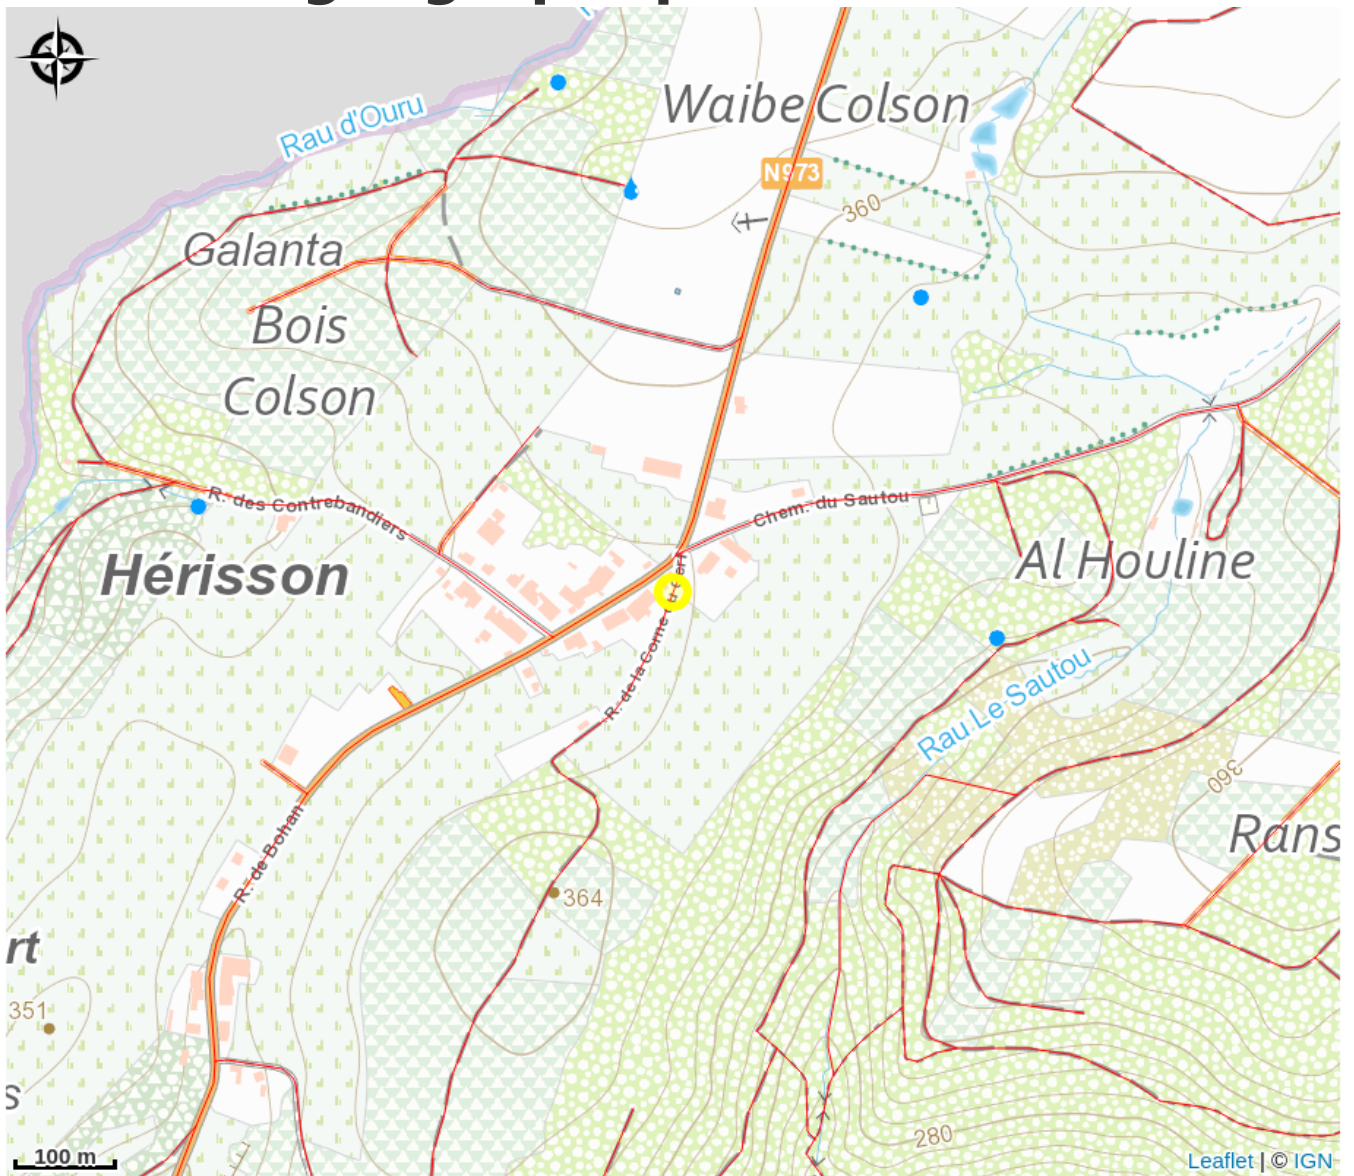 Rau d'Ouru
Waibe Colson
N973
360
Galanta
Bois
Colson
R. des Contrebandiers
Chem. du Sautou
Hérisson
Al Houline
R. de la Corne
Rau Le Sautou
360
R. de Bohan
Rans
364
rt
351
s
280
100 m
Leaflet | © IGN